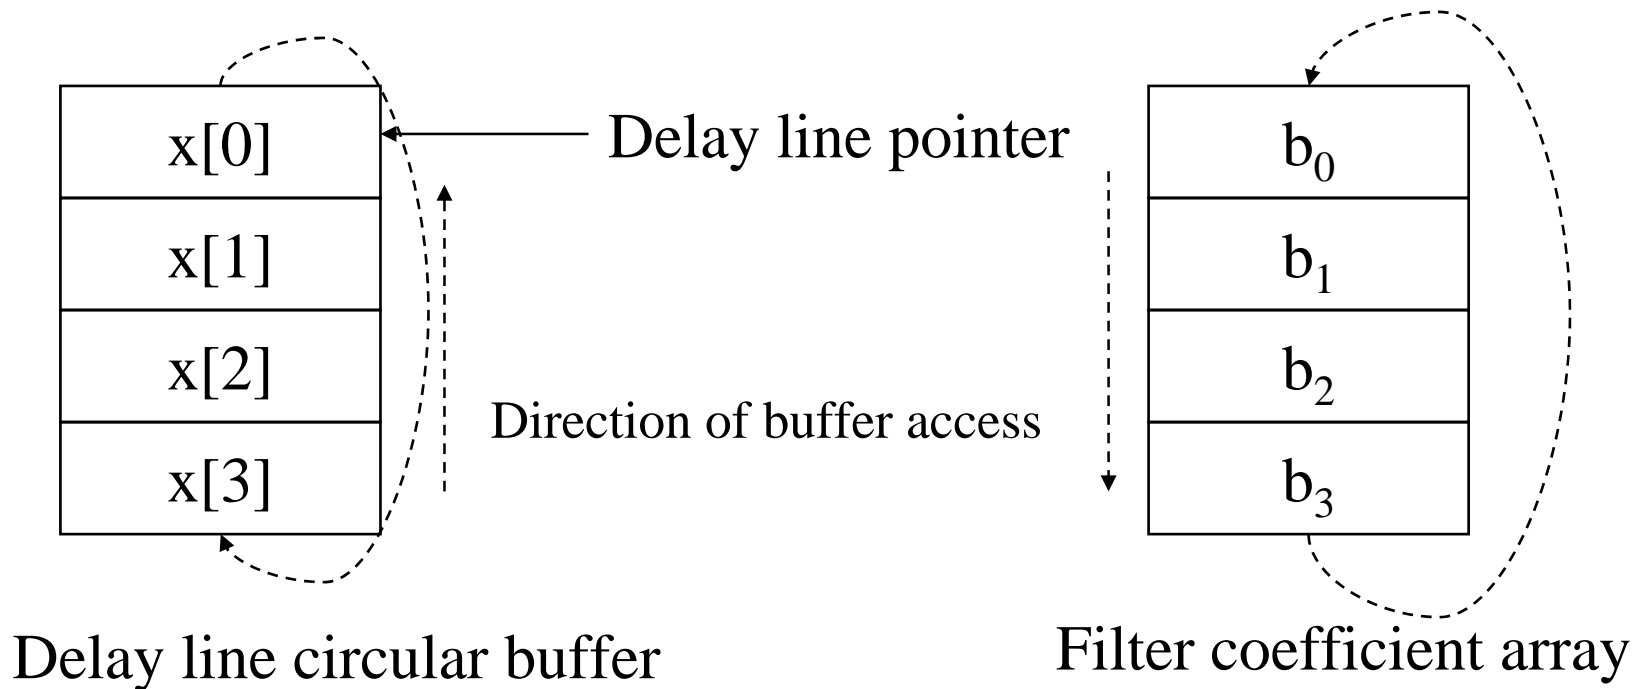 x[0]
x[1]
x[2]
x[3]
Delay line circular buffer
Delay line pointer
Direction of buffer access
b0
b1
b2
b3
Filter coefficient array